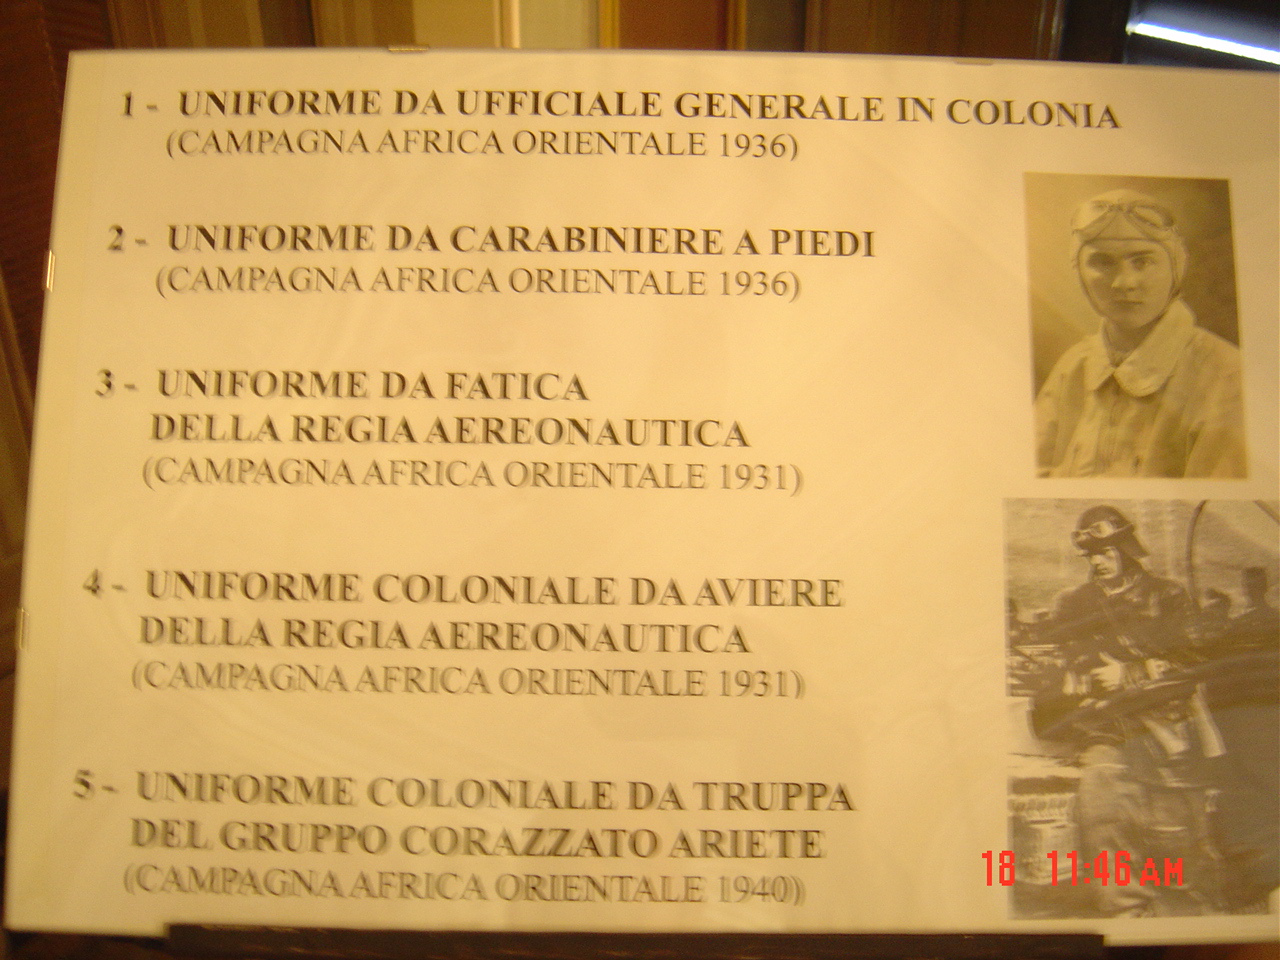 1 - UNIFORME DA UFFICIALE GENERALE IN COLONIA
(CAMPAGNA AFRICA ORIENTALE 1936)
2 - UNIFORME DA CARABINIERE A PIEDI
(CAMPAGNA AFRICA ORIENTALE 1936)
3 - UNIFORME DA FATICA
DELLA REGIA AEREONAUTICA
(CAMPAGNA AFRICA ORIENTALE 1931)
4 - UNIFORME COLONIALE DA AVIERE
DELLA REGIA AEREONAUTICA
(CAMPAGNA AFRICA ORIENTALE 1931)
5 - UNIFORME COLONIALE DA TRUPPA
DEL GRUPPO CORAZZATO ARIETE
(CAMPAGNA AFRICA ORIENTALE 1940)
18 11:46 AM